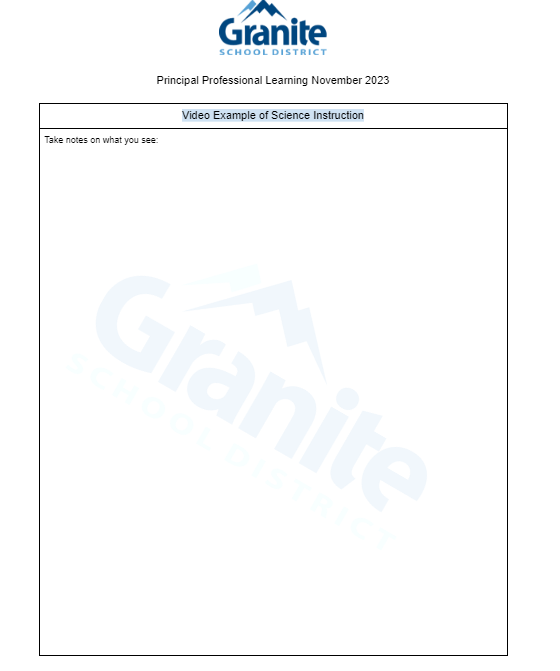 Granite
SCHOOL DISTRICT
Principal Professional Learning November 2023
Video Example of Science Instruction
Take notes on what you see:
Granite
SCHOOL DISTRICT